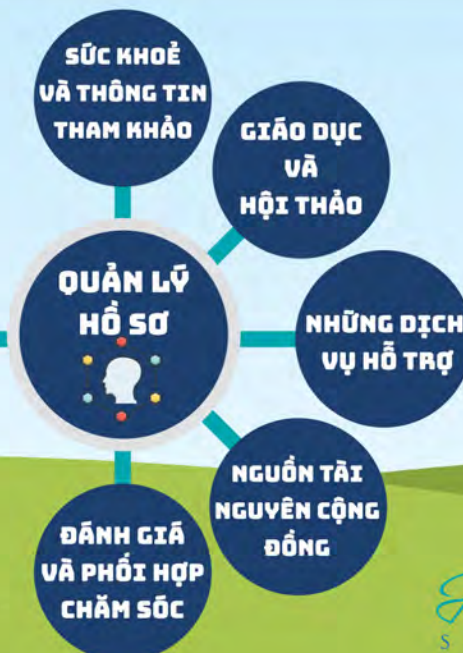 SỨC KHOẺ
VÀ THÔNG TIN
THAM KHẢO
GIÁO DỤC
VÀ
HỘI THẢO
QUẢN LÝ
HỒ SƠ
NHỮNG DỊCH
VỤ HỖ TRỢ
NGUỒN TÀI
NGUYÊN CỘNG
ĐỒNG
ĐÁNH GIÁ
VÀ PHỐI HỢP
CHĂM SÓC
S